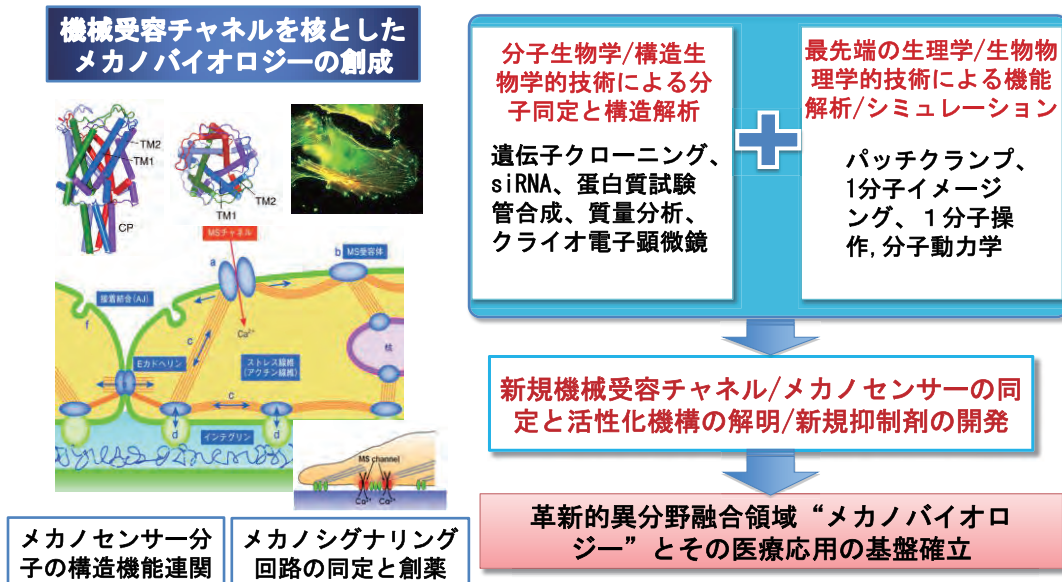 機械受容チャネルを核とした
メカノバイオロジーの創成
TM2
TM1
CP
TM1
TM2
MSチャネル
a
b MS受容体
接着結合(AJ)
f
Ca²⁺
c
核
Eカドヘリン
ストレス線維
(アクチン線維)
c
d
インテグリン
d
MS channel
Ca²⁺ Ca²⁺
メカノセンサー分
子の構造機能連関
メカノシグナリング
回路の同定と創薬
分子生物学/構造生
物学的技術による分
子同定と構造解析
遺伝子クローニング、
siRNA、蛋白質試験
管合成、質量分析、
クライオ電子顕微鏡
最先端の生理学/生物物
理学的技術による機能
解析/シミュレーション
パッチクランプ、
1分子イメージ
ング、１分子操
作,分子動力学
新規機械受容チャネル/メカノセンサーの同
定と活性化機構の解明/新規抑制剤の開発
革新的異分野融合領域“メカノバイオロ
ジー”とその医療応用の基盤確立